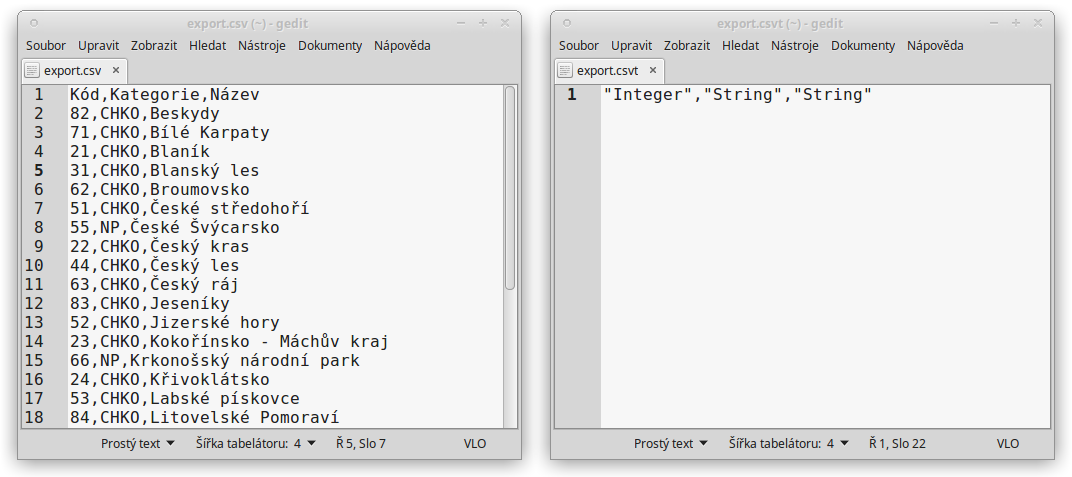 export.csv (~) - gedit
Soubor Upravit Zobrazit Hledat Nástroje Dokumenty Nápověda
export.csv ×
1 Kód,Kategorie,Název
2 82,CHKO,Beskydy
3 71,CHKO,Bílé Karpaty
4 21,CHKO,Blaník
5 31,CHKO,Blanský les
6 62,CHKO,Broumovsko
7 51,CHKO,České středohoří
8 55,NP,České Švýcarsko
9 22,CHKO,Český kras
10 44,CHKO,Český les
11 63,CHKO,Český ráj
12 83,CHKO,Jeseníky
13 52,CHKO,Jizerské hory
14 23,CHKO,Kokořínsko - Máchův kraj
15 66,NP,Krkonošský národní park
16 24,CHKO,Křivoklátsko
17 53,CHKO,Labské pískovce
18 84,CHKO,Litovelské Pomoraví
Prostý text Šířka tabelátoru: 4 Ř 5, Slo 7 VLO
export.csvt (~) - gedit
Soubor Upravit Zobrazit Hledat Nástroje Dokumenty Nápověda
export.csvt ×
1 "Integer","String","String"
Prostý text Šířka tabelátoru: 4 Ř 1, Slo 22 VLO